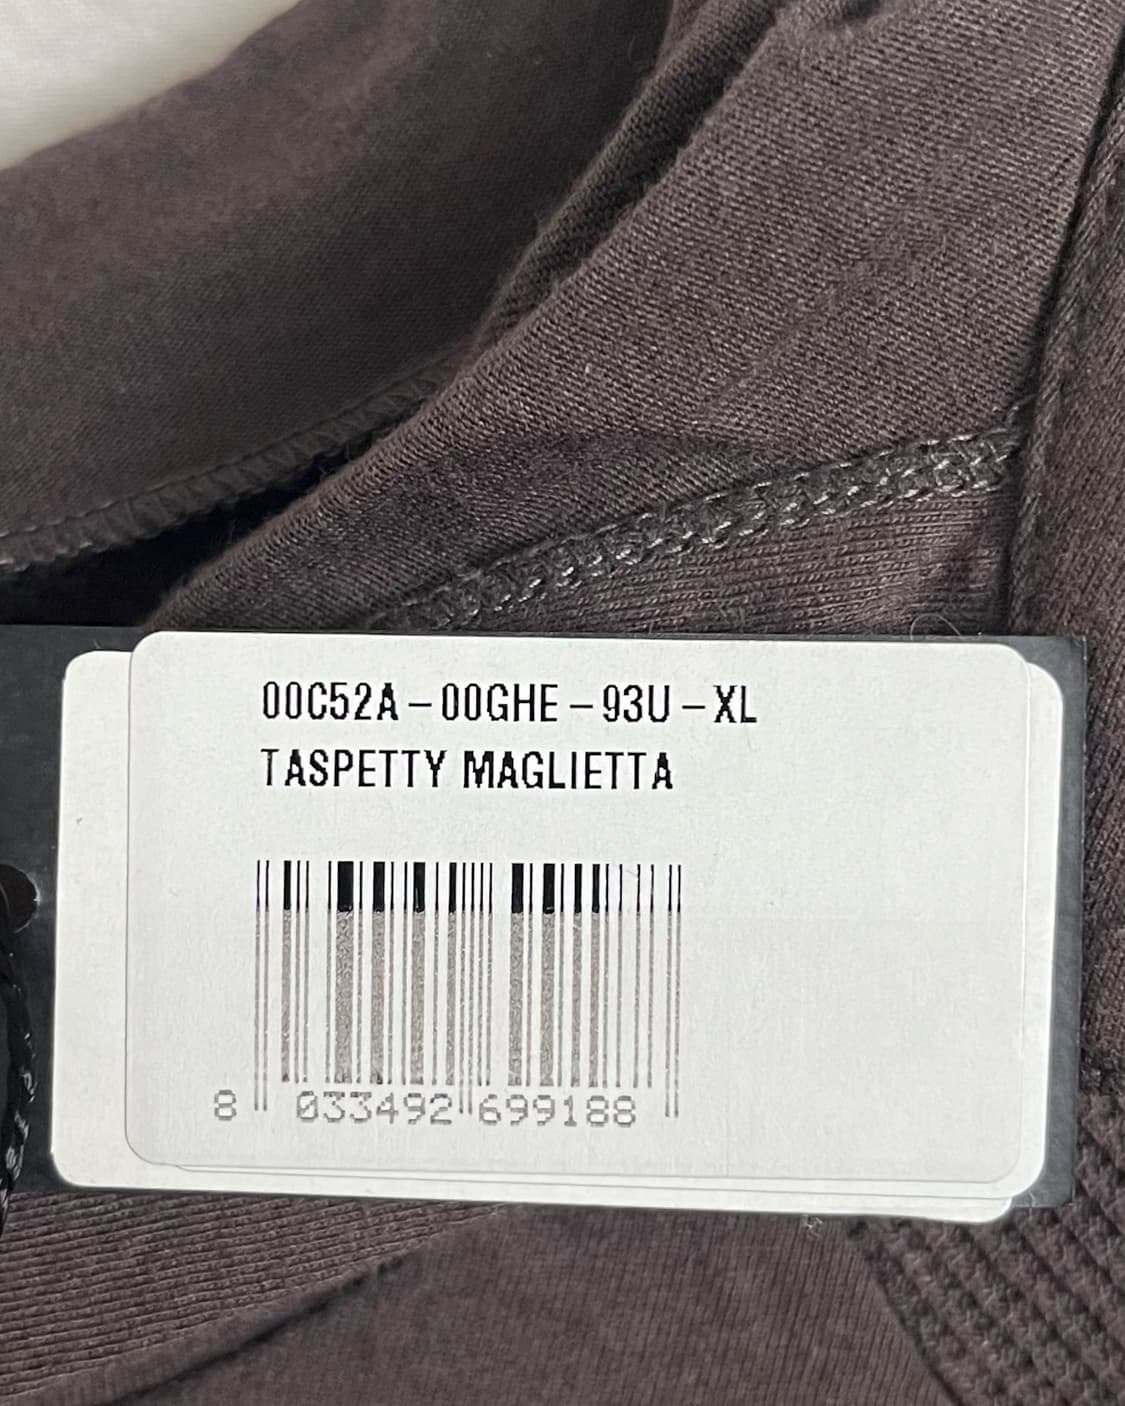 00C52A-00GHE-93U-XL
TASPETTY MAGLIETTA
8 033492 699188